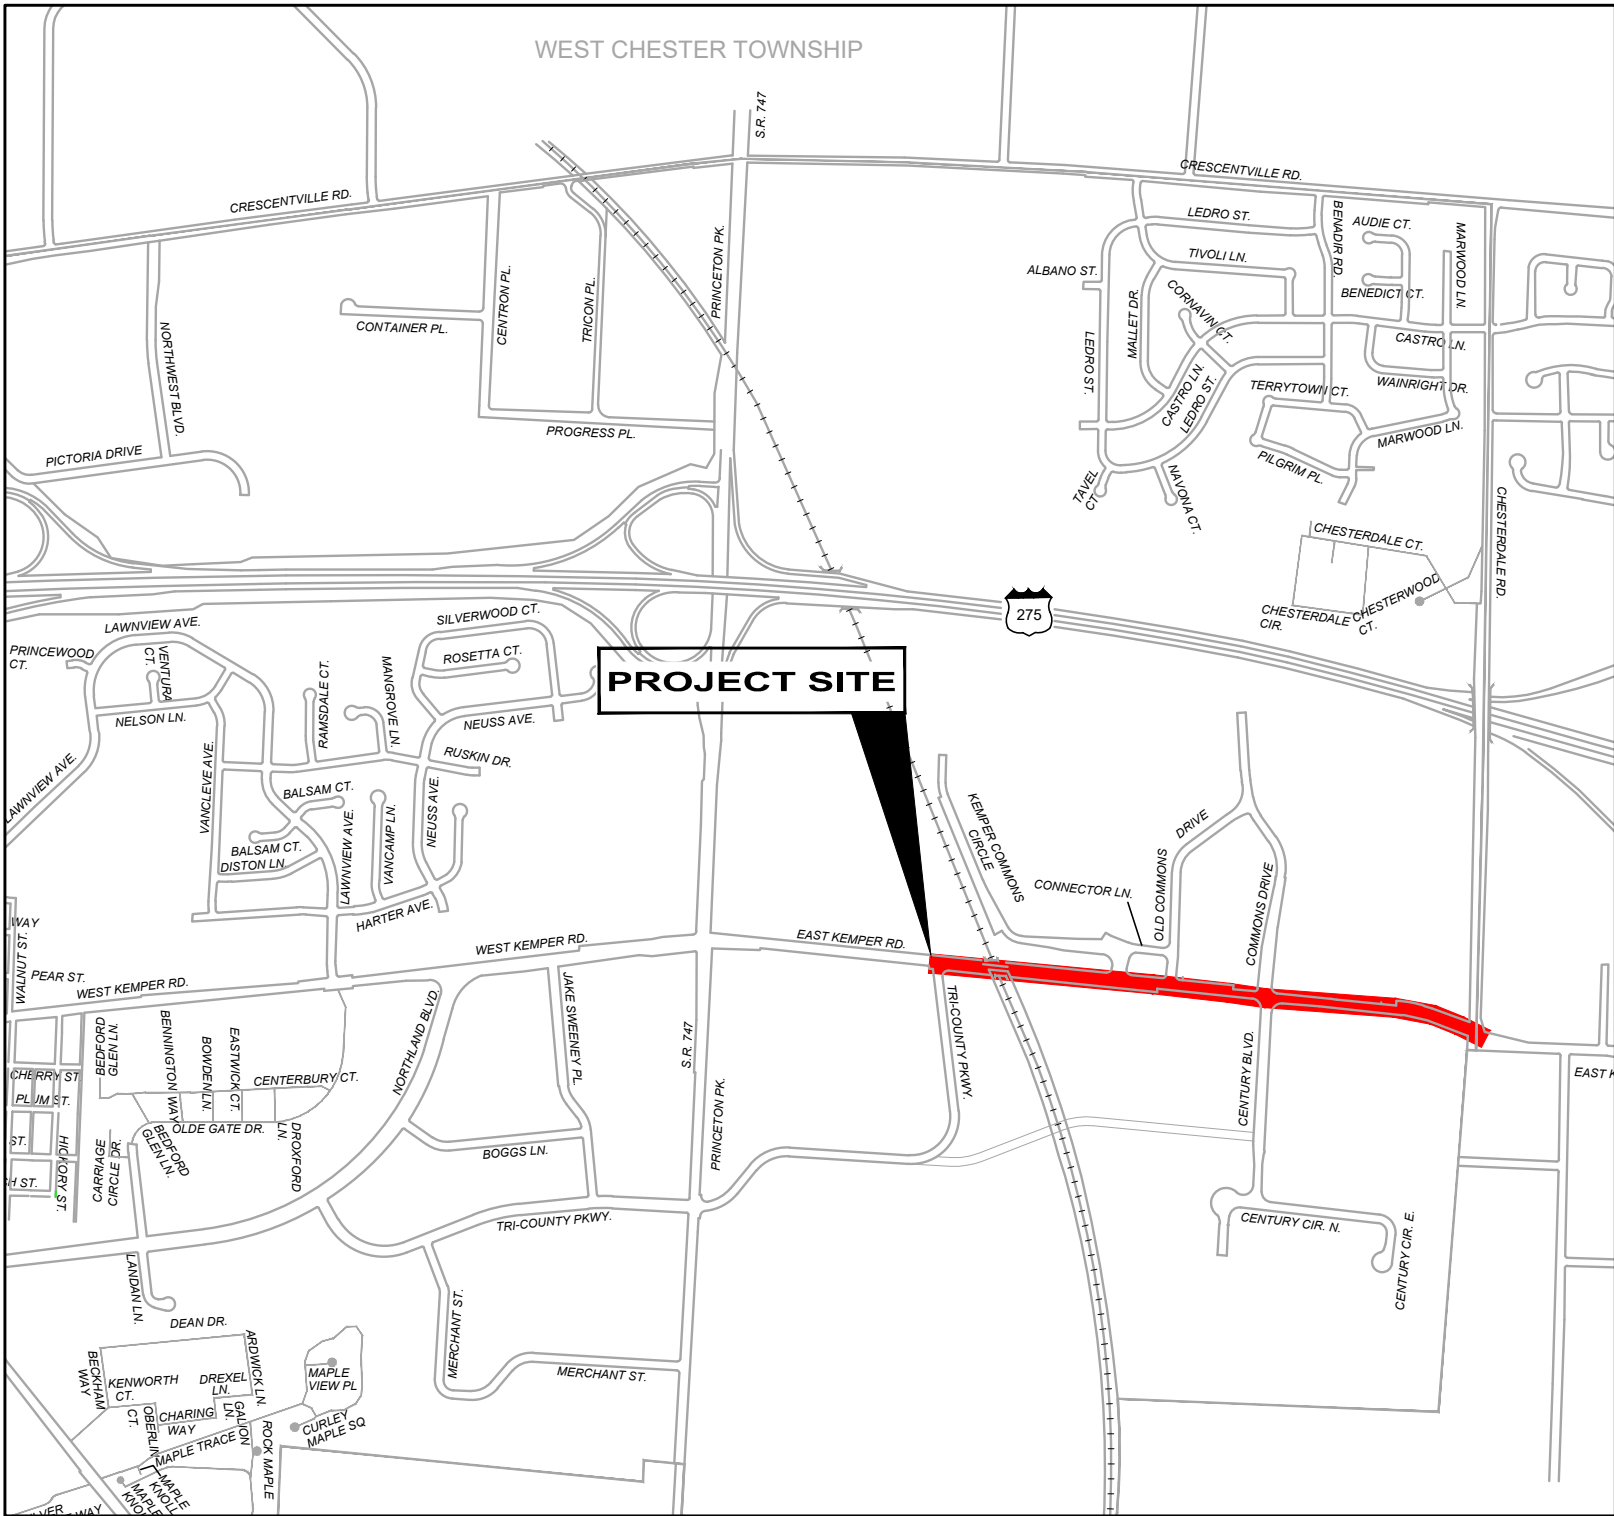 WEST CHESTER TOWNSHIP
S.R. 747
CRESCENTVILLE RD.
CRESCENTVILLE RD.
LEDRO ST.
BENADIR RD.
AUDIE CT.
MARWOOD LN.
TIVOLI LN.
ALBANO ST.
BENEDICT CT.
CORNAVIN CT.
PRINCETON PK.
CENTRON PL.
TRICON PL.
CONTAINER PL.
NORTHWEST BLVD.
MALLET DR.
LEDRO ST.
CASTRO LN.
CASTRO LN.
LEDRO ST.
WAINRIGHT DR.
TERRYTOWN CT.
MARWOOD LN.
PROGRESS PL.
PICTORIA DRIVE
PILGRIM PL.
TAVEL
CT.
NAVONA CT.
CHESTERDALE RD.
CHESTERDALE CT.
CHESTERWOOD
CT.
CHESTERDALE
CIR.
275
LAWNVIEW AVE.
SILVERWOOD CT.
PRINCEWOOD
CT.
VENTURA
CT.
ROSETTA CT.
RAMSDALE CT.
MANGROVE LN.
PROJECT SITE
NELSON LN.
NEUSS AVE.
RUSKIN DR.
LAWNVIEW AVE.
VANCLEVE AVE.
BALSAM CT.
NEUSS AVE.
LAWNVIEW AVE.
VANCAMP LN.
BALSAM CT.
DISTON LN.
HARTER AVE.
KEMPER COMMONS
CIRCLE
DRIVE
OLD COMMONS
CONNECTOR LN.
COMMONS DRIVE
WAY
WALNUT ST.
PEAR ST.
WEST KEMPER RD.
WEST KEMPER RD.
EAST KEMPER RD.
JAKE SWEENEY PL.
NORTHLAND BLVD.
S.R. 747
TRI-COUNTY PKWY.
CENTURY BLVD.
EAST K
BEDFORD
GLEN LN.
BENNINGTON WAY
BOWDEN LN.
EASTWICK CT.
CENTERBURY CT.
CHERRY ST.
PLUM ST.
ST.
H ST.
HICKORY ST.
CARRIAGE
CIRCLE DR.
BEDFORD
GLEN LN.
OLDE GATE DR.
DROXFORD
LN.
BOGGS LN.
PRINCETON PK.
TRI-COUNTY PKWY.
CENTURY CIR. N.
CENTURY CIR. E.
LANDAN LN.
MERCHANT ST.
MERCHANT ST.
DEAN DR.
ARDWICK LN.
BECKHAM
WAY
KENWORTH
CT.
DREXEL
LN.
MAPLE
VIEW PL
OBERLIN
CT.
CHARING
WAY
GALION
LN.
CURLEY
MAPLE SQ
MAPLE TRACE
ROCK MAPLE
MAPLE
KNOLL
MAPLE
KNO
LVER
WAY